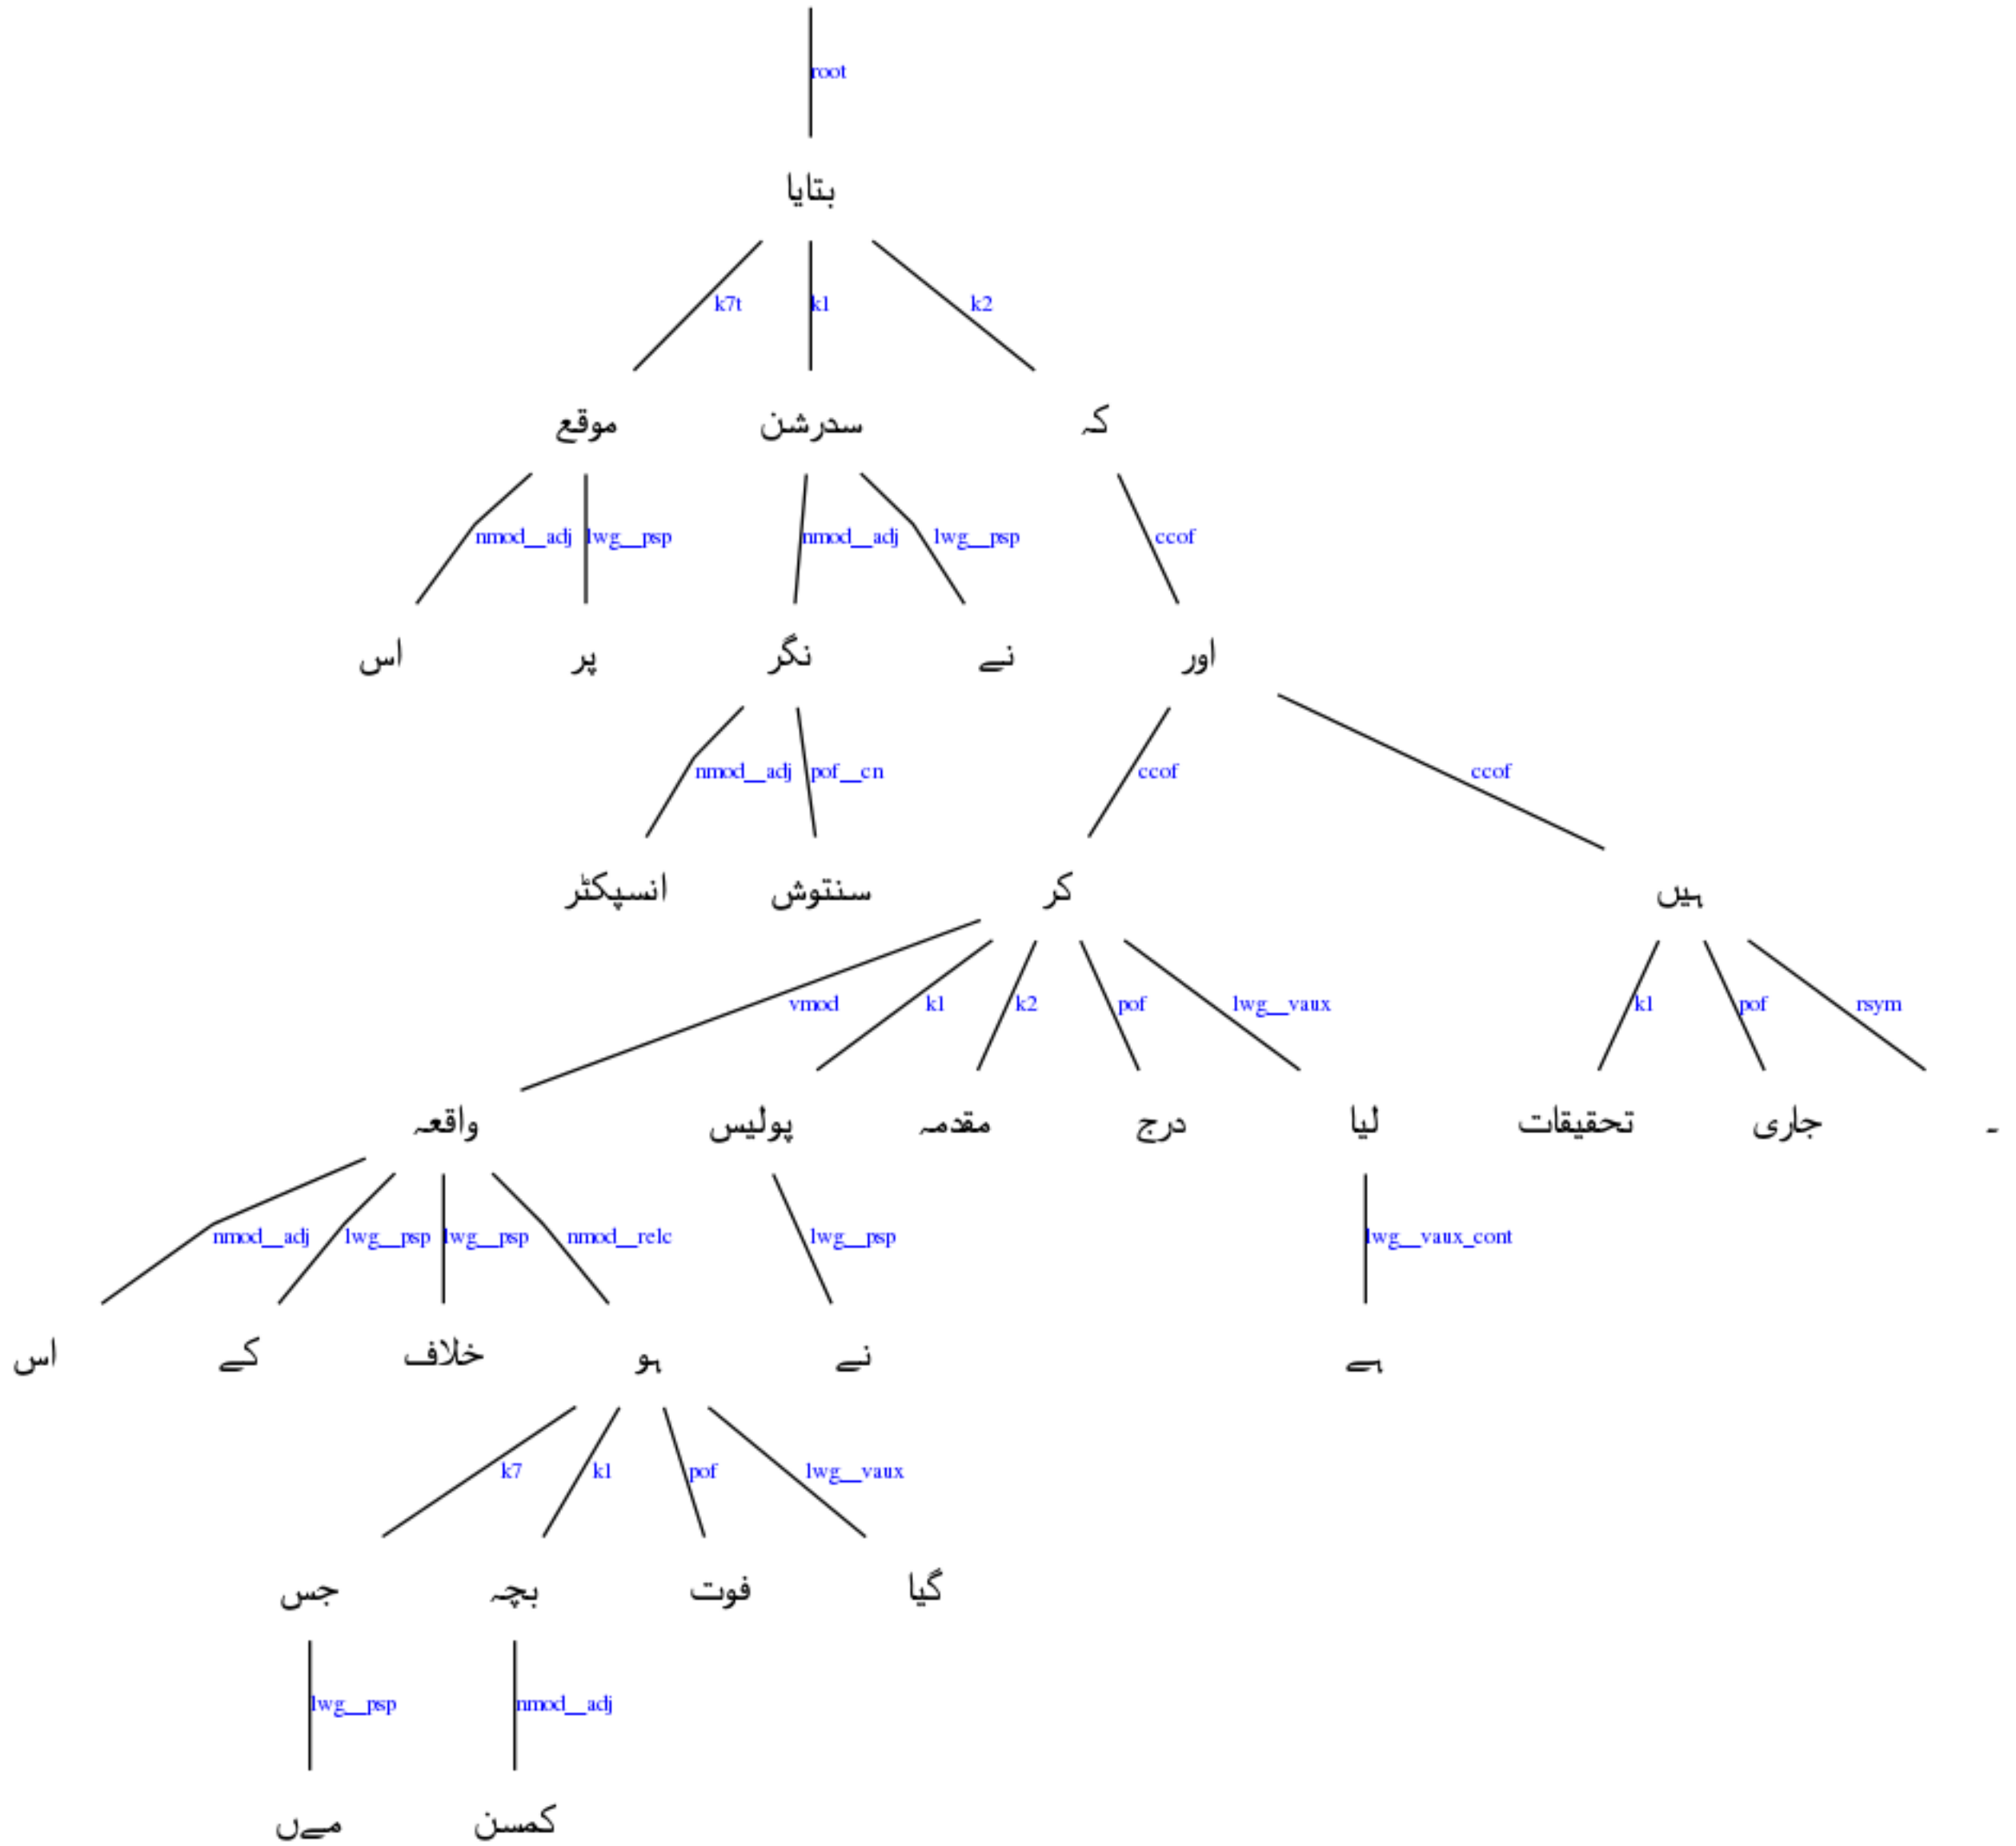 root
بتایا
k7t k1 k2
موقع سدرشن کہ
nmod__adj lwg__psp nmod__adj lwg__psp ccof
اس پر نگر نے اور
nmod__adj pof__cn ccof ccof
انسپکٹر سنتوش کر ہیں
vmod k1 k2 pof lwg__vaux k1 pof rsym
واقعہ پولیس مقدمہ درج لیا تحقیقات جاری ۔
nmod__adj lwg__psp lwg__psp nmod__relc lwg__psp lwg__vaux_cont
اس کے خلاف ہو نے ہے
k7 k1 pof lwg__vaux
جس بچہ فوت گیا
lwg__psp nmod__adj
مےں کمسن